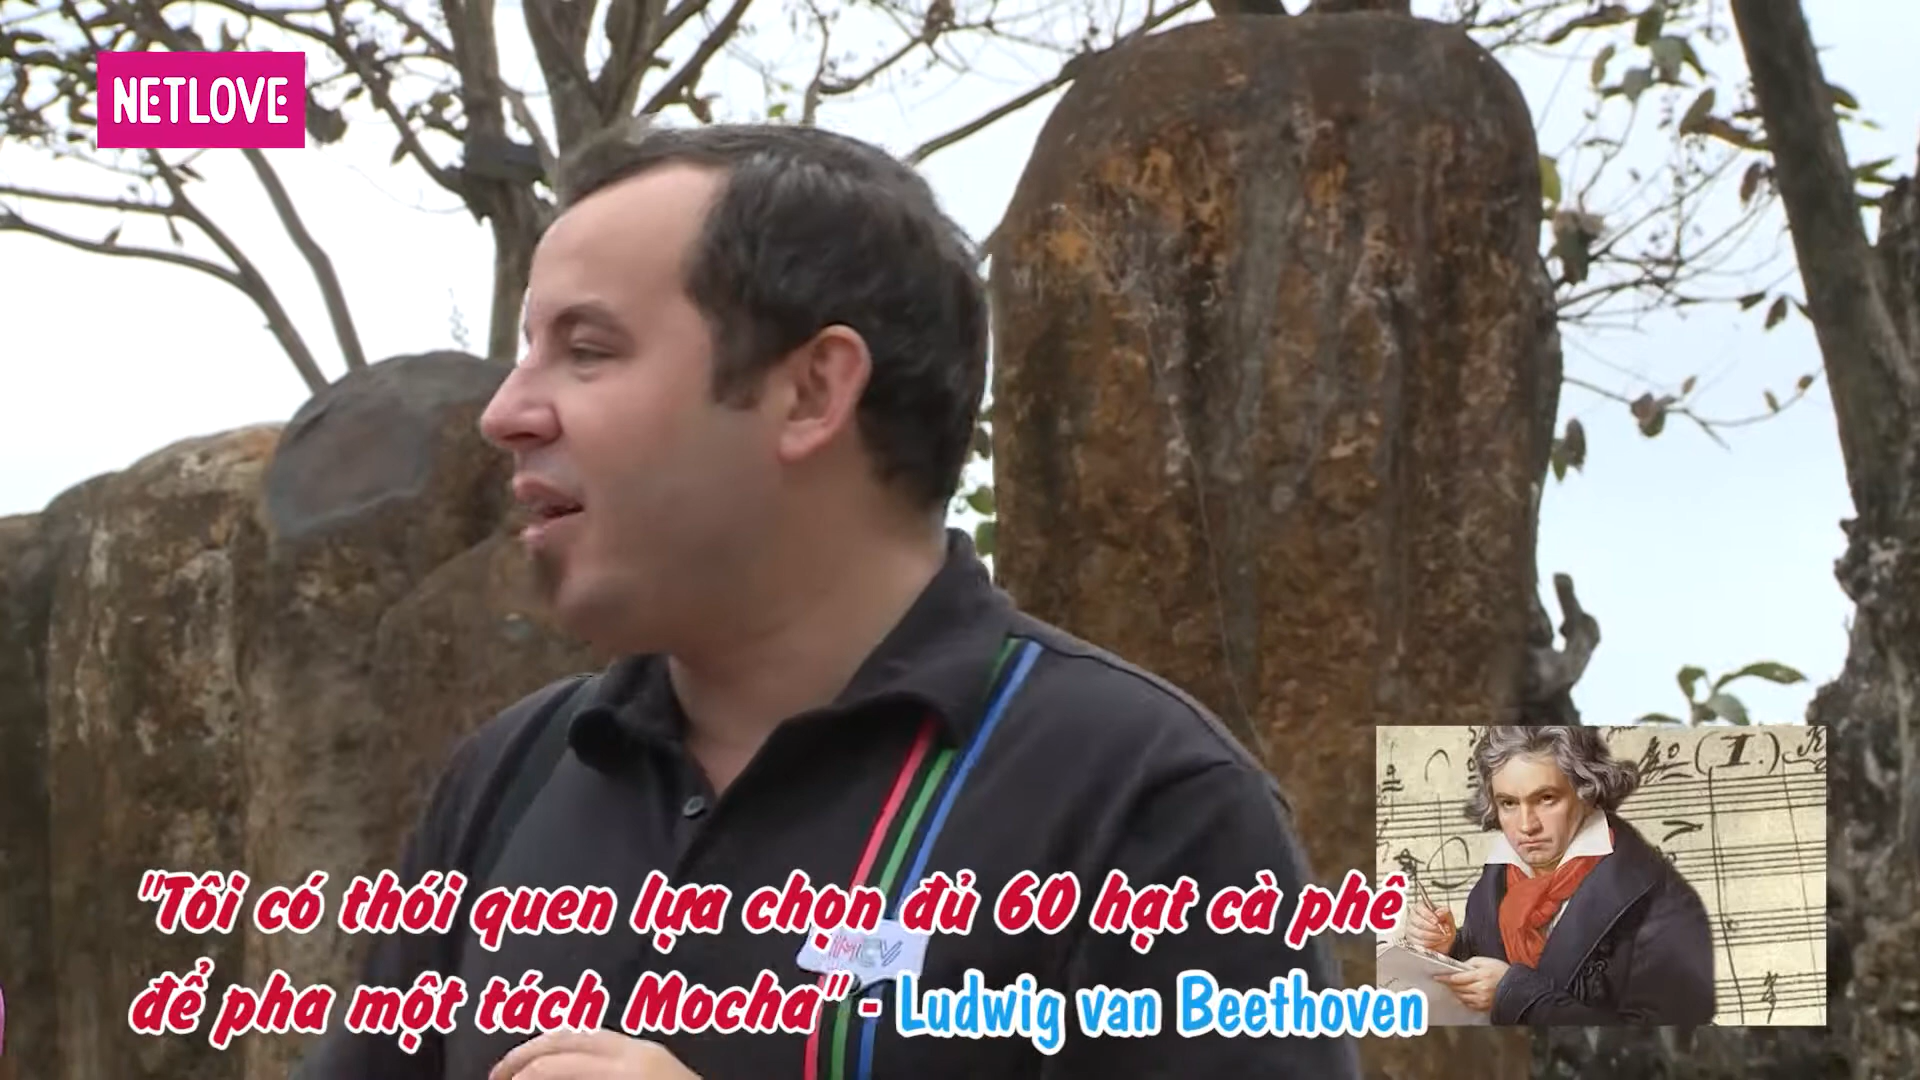 NETLOVE
"Tôi có thói quen lựa chọn đủ 60 hạt cà phê
để pha một tách Mocha" - Ludwig van Beethoven
(I.)